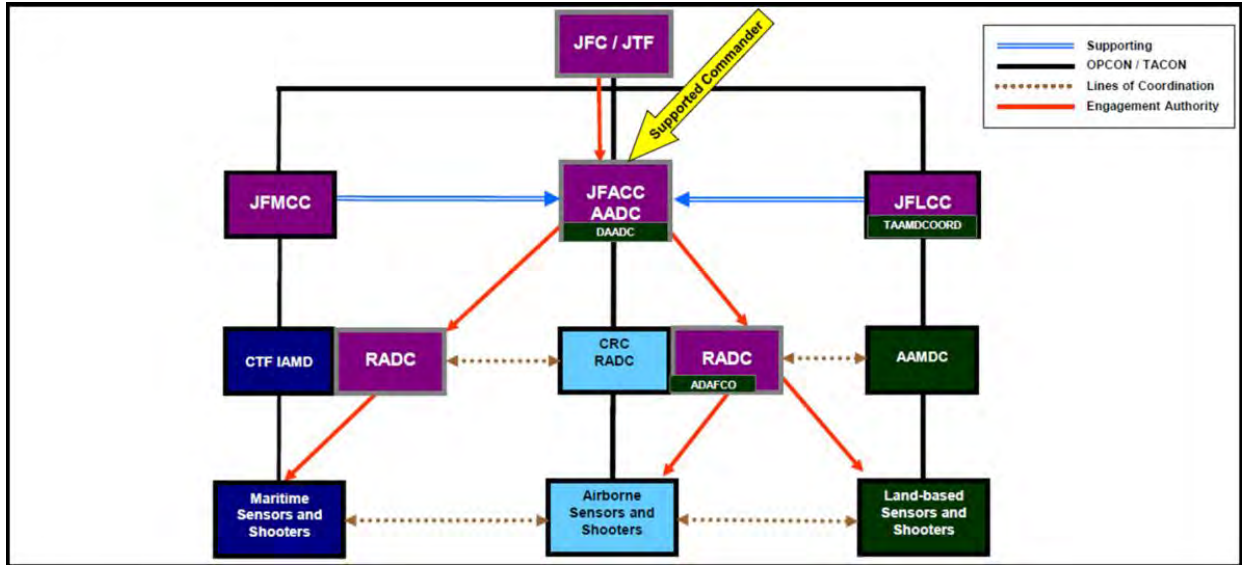 JFC / JTF
Supported Commander
Supporting
OPCON / TACON
Lines of Coordination
Engagement Authority
JFMCC
JFACC
AADC
DAADC
JFLCC
TAAMDCOORD
CTF IAMD
RADC
CRC
RADC
RADC
ADAFCO
AAMDC
Maritime
Sensors and
Shooters
Airborne
Sensors and
Shooters
Land-based
Sensors and
Shooters